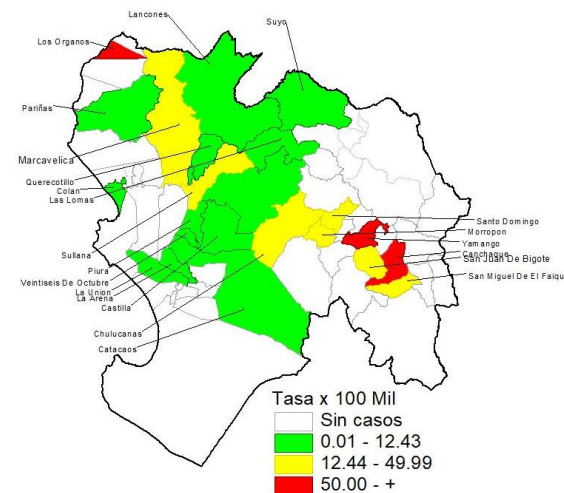 Lancones
Suyo
Los Organos
Pariñas
Marcavelica
Querecotillo
Colan
Las Lomas
Santo Domingo
Morropon
Yamango
Canchaque
San Juan De Bigote
San Miguel De El Faiqu
Sullana
Piura
Veintiseis De Octubre
La Union
La Arena
Castilla
Chulucanas
Catacaos
Tasa x 100 Mil
Sin casos
0.01 - 12.43
12.44 - 49.99
50.00 - +